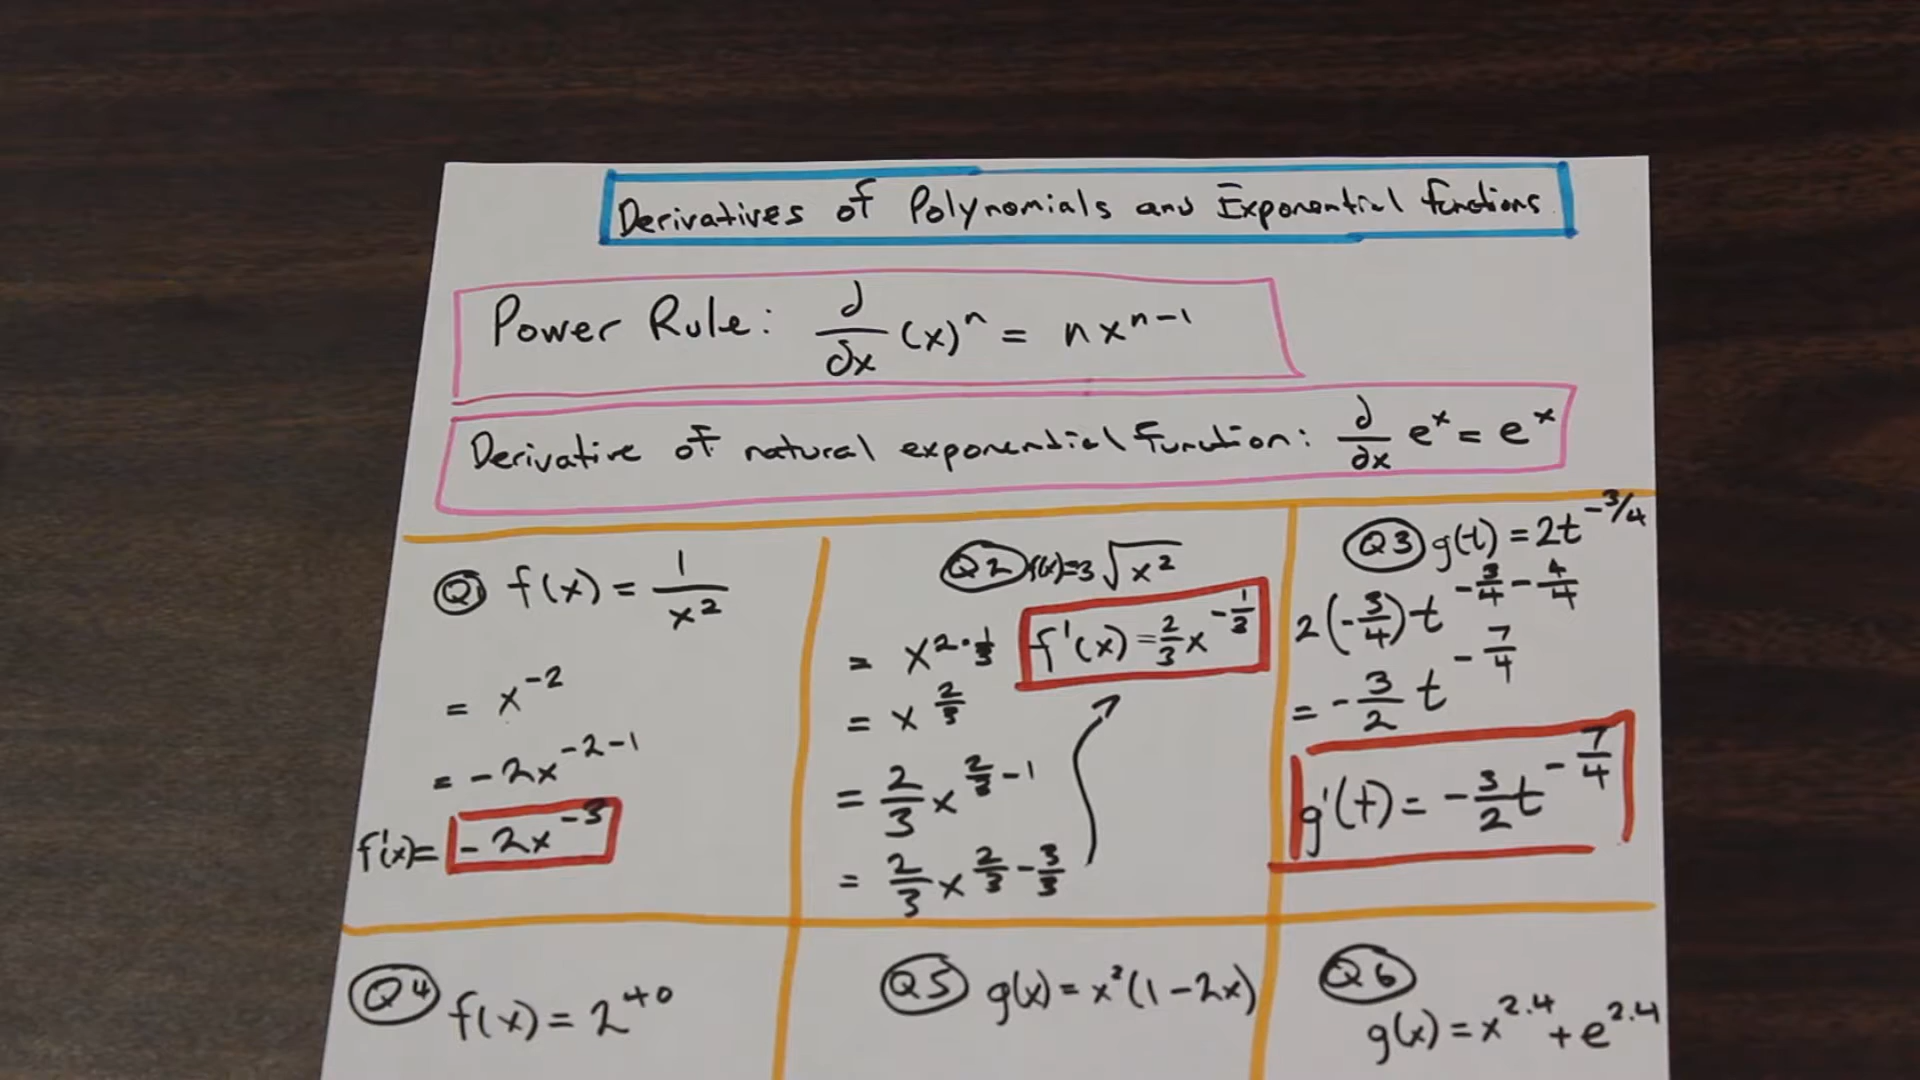 Derivatives of Polynomials and Exponential functions
Power Rule: d/dx (x)^n = nx^(n-1)
Derivative of natural exponential function: d/dx e^x = e^x
Q1 f(x) = 1/x^2
= x^(-2)
= -2x^(-2-1)
f'(x)= -2x^(-3)
Q2 f(x)=3√x^2
= x^(2·1/3)
= x^(2/3)
= 2/3 x^(2/3-1)
= 2/3 x^(2/3-3/3)
f'(x)=2/3 x^(-1/3)
Q3 g(t)=2t^(-3/4)
2(-3/4)t^(-3/4-4/4)
= -3/2 t^(-7/4)
g'(t)= -3/2 t^(-7/4)
Q4 f(x)=2^40
Q5 g(x)=x^2(1-2x)
Q6
g(x)=x^2.4+e^2.4